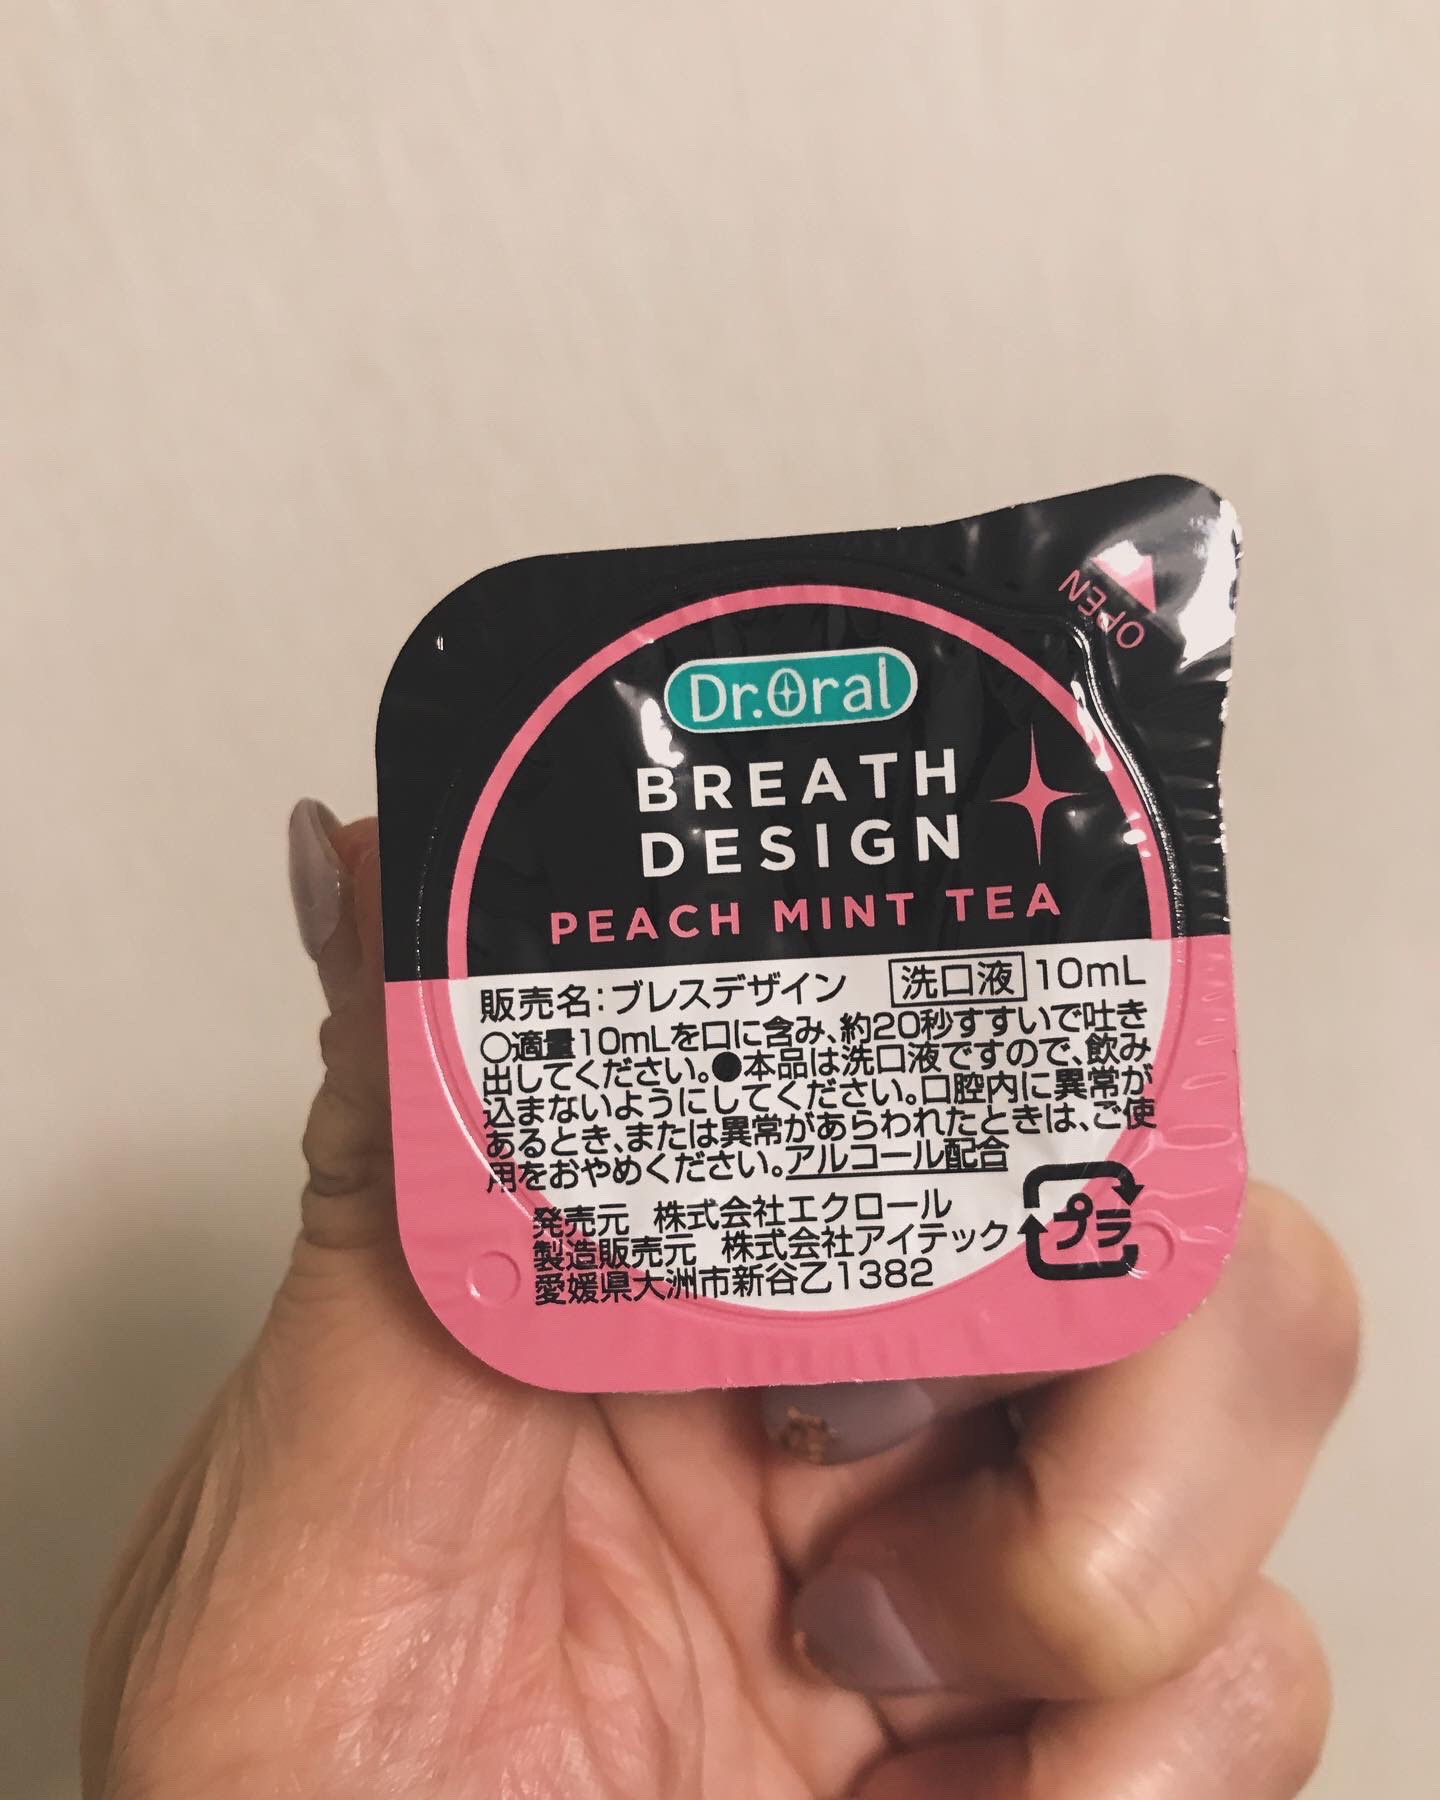 OPEN
Dr.Oral
BREATH
DESIGN
PEACH MINT TEA
販売名:ブレスデザイン 洗口液 10mL
○適量10mLを口に含み、約20秒すすいで吐き
出してください。●本品は洗口液ですので、飲み
込まないようにしてください。口腔内に異常が
あるとき、または異常があらわれたときは、ご使
用をおやめください。アルコール配合
発売元 株式会社エクロール
製造販売元 株式会社アイテック
愛媛県大洲市新谷乙1382
プラ